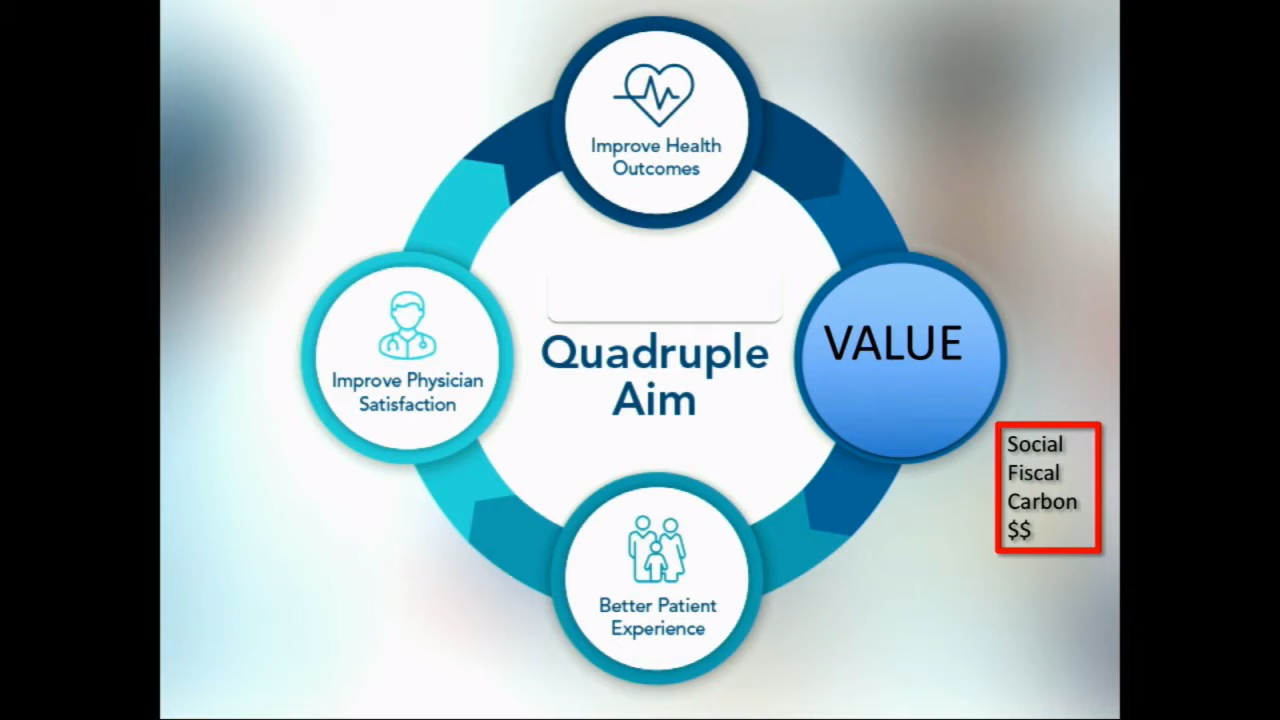 Improve Health
Outcomes
Quadruple
Aim
VALUE
Improve Physician
Satisfaction
Social
Fiscal
Carbon
$$
Better Patient
Experience